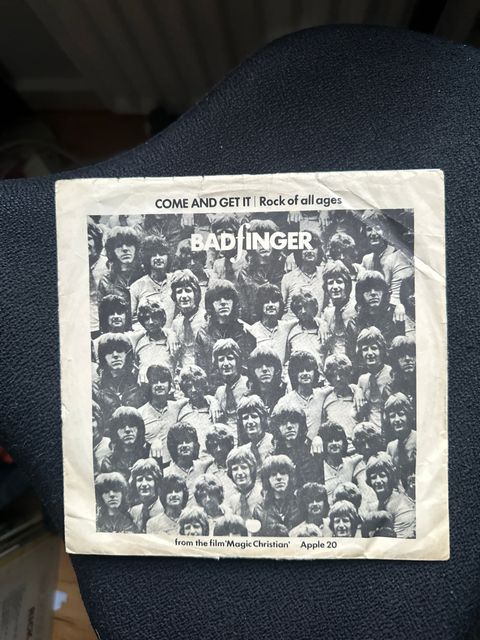 COME AND GET IT | Rock of all ages
BADfINGER
from the film 'Magic Christian' Apple 20